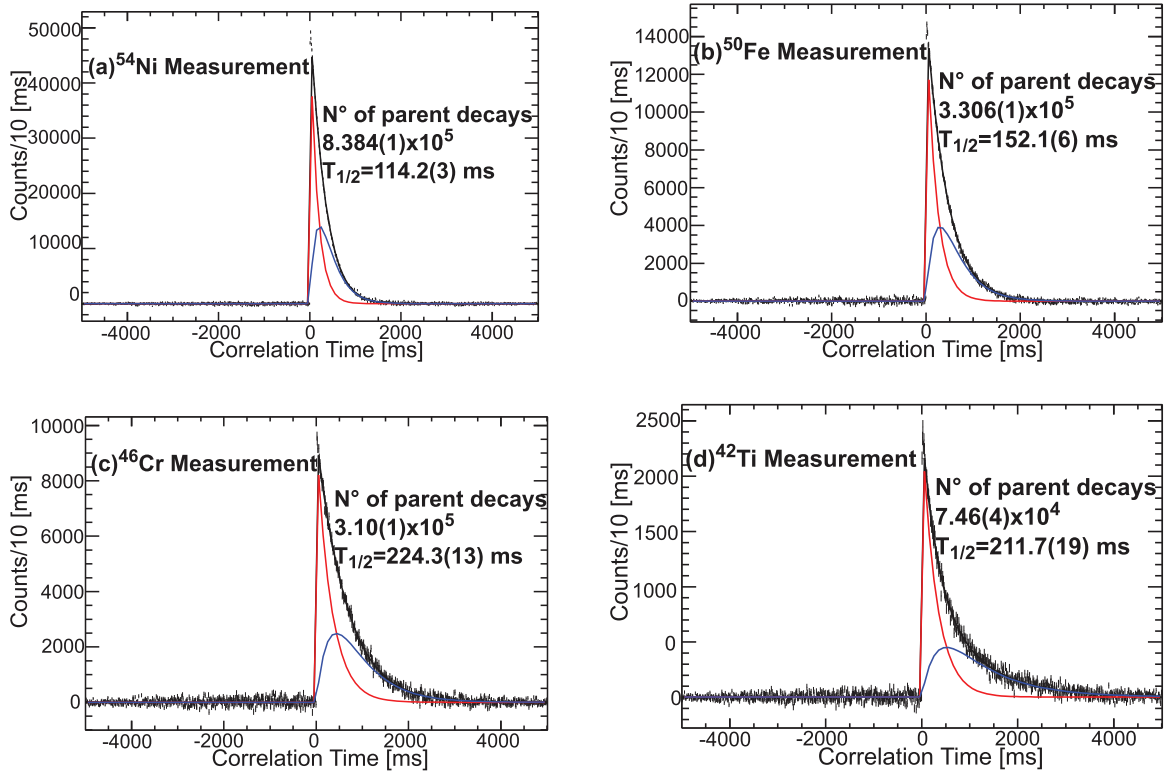 (a)⁵⁴Ni Measurement
N° of parent decays
8.384(1)x10⁵
T₁/₂=114.2(3) ms
50000
40000
30000
20000
10000
0
Counts/10 [ms]
-4000 -2000 0 2000 4000
Correlation Time [ms]
(b)⁵⁰Fe Measurement
N° of parent decays
3.306(1)x10⁵
T₁/₂=152.1(6) ms
14000
12000
10000
8000
6000
4000
2000
0
Counts/10 [ms]
-4000 -2000 0 2000 4000
Correlation Time [ms]
(c)⁴⁶Cr Measurement
N° of parent decays
3.10(1)x10⁵
T₁/₂=224.3(13) ms
10000
8000
6000
4000
2000
0
Counts/10 [ms]
-4000 -2000 0 2000 4000
Correlation Time [ms]
(d)⁴²Ti Measurement
N° of parent decays
7.46(4)x10⁴
T₁/₂=211.7(19) ms
2500
2000
1500
1000
0
0
Counts/10 [ms]
-4000 -2000 0 2000 4000
Correlation Time [ms]